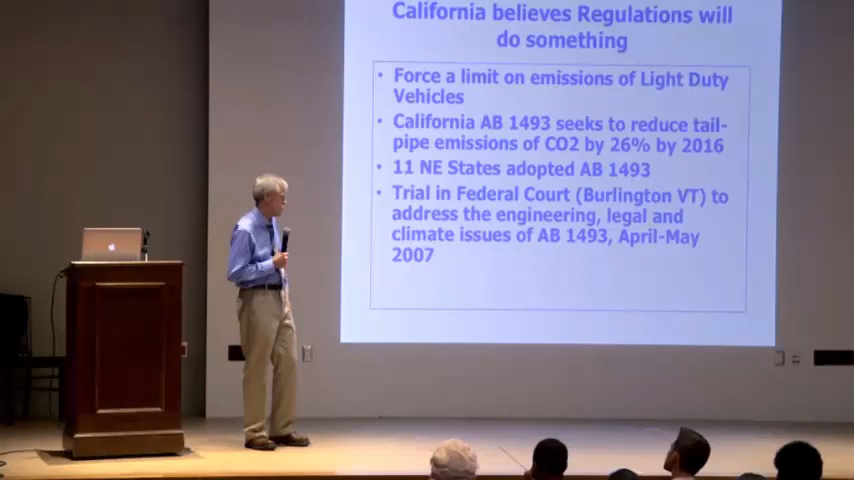 California believes Regulations will
do something
• Force a limit on emissions of Light Duty
Vehicles
• California AB 1493 seeks to reduce tail-
pipe emissions of CO2 by 26% by 2016
• 11 NE States adopted AB 1493
• Trial in Federal Court (Burlington VT) to
address the engineering, legal and
climate issues of AB 1493, April-May
2007